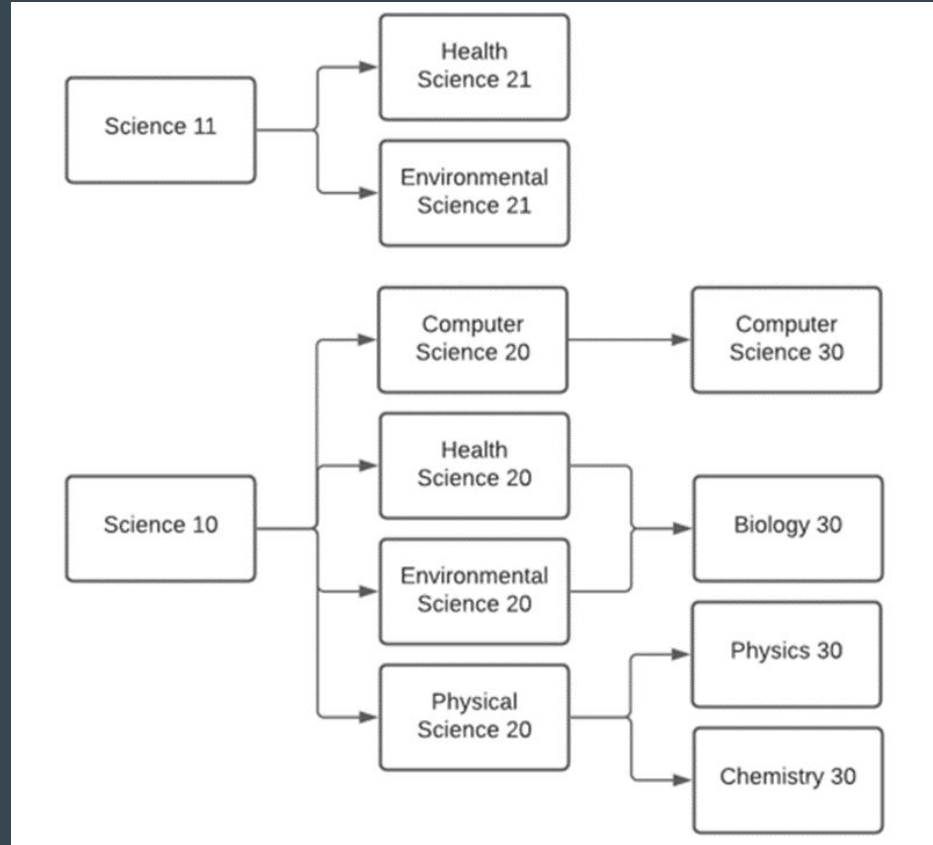 Health
Science 21
Science 11
Environmental
Science 21
Computer
Science 20
Computer
Science 30
Health
Science 20
Science 10
Biology 30
Environmental
Science 20
Physics 30
Physical
Science 20
Chemistry 30